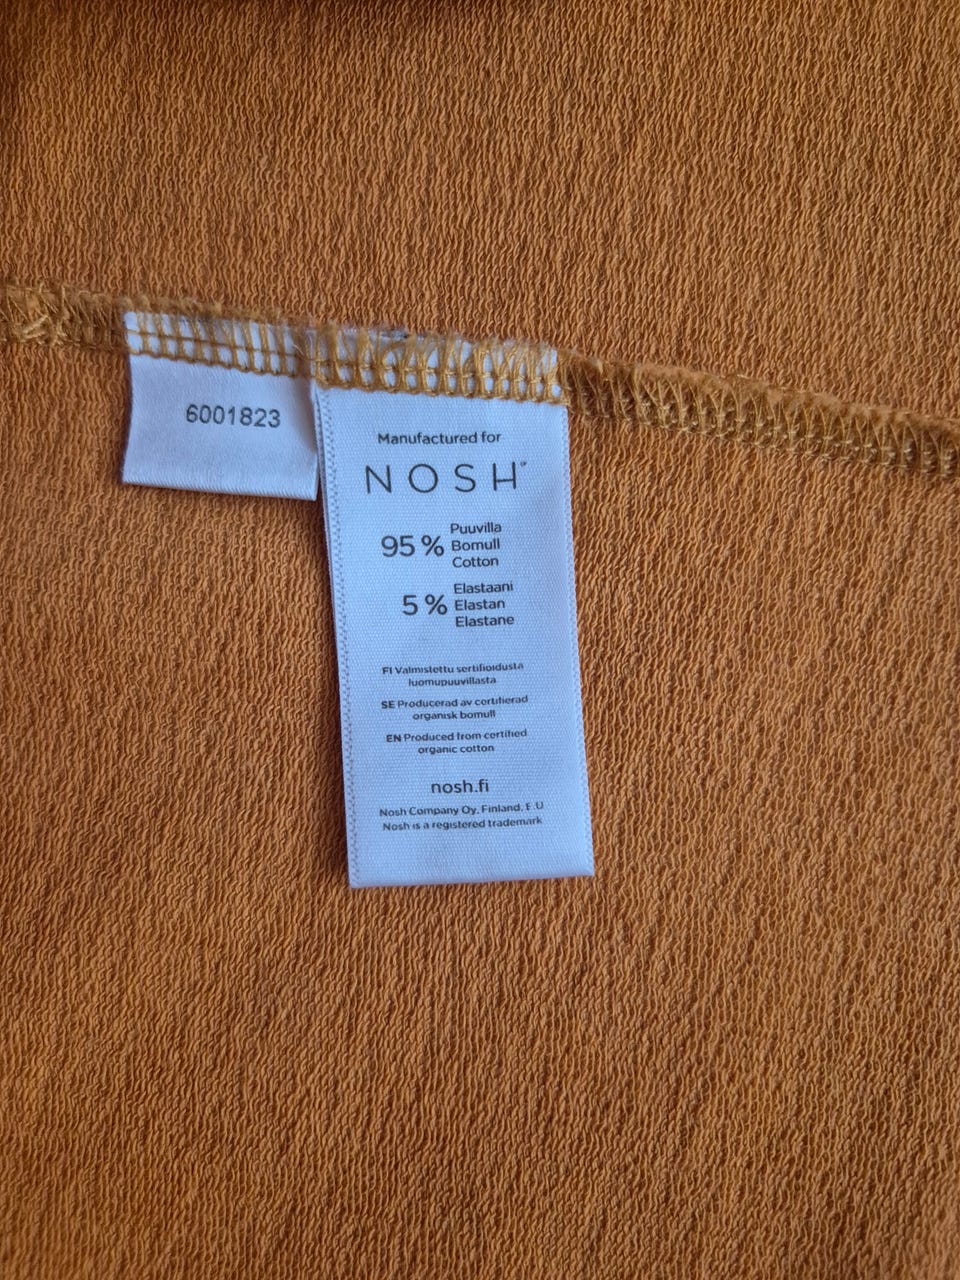 6001823
Manufactured for
NOSH
95 % Puuvilla
Bomull
Cotton
5 % Elastaani
Elastan
Elastane
FI Valmistettu sertifioidusta
luomupuuvillasta
SE Producerad av certifierad
organisk bomull
EN Produced from certified
organic cotton
nosh.fi
Nosh Company Oy, Finland, E.U
Nosh is a registered trademark